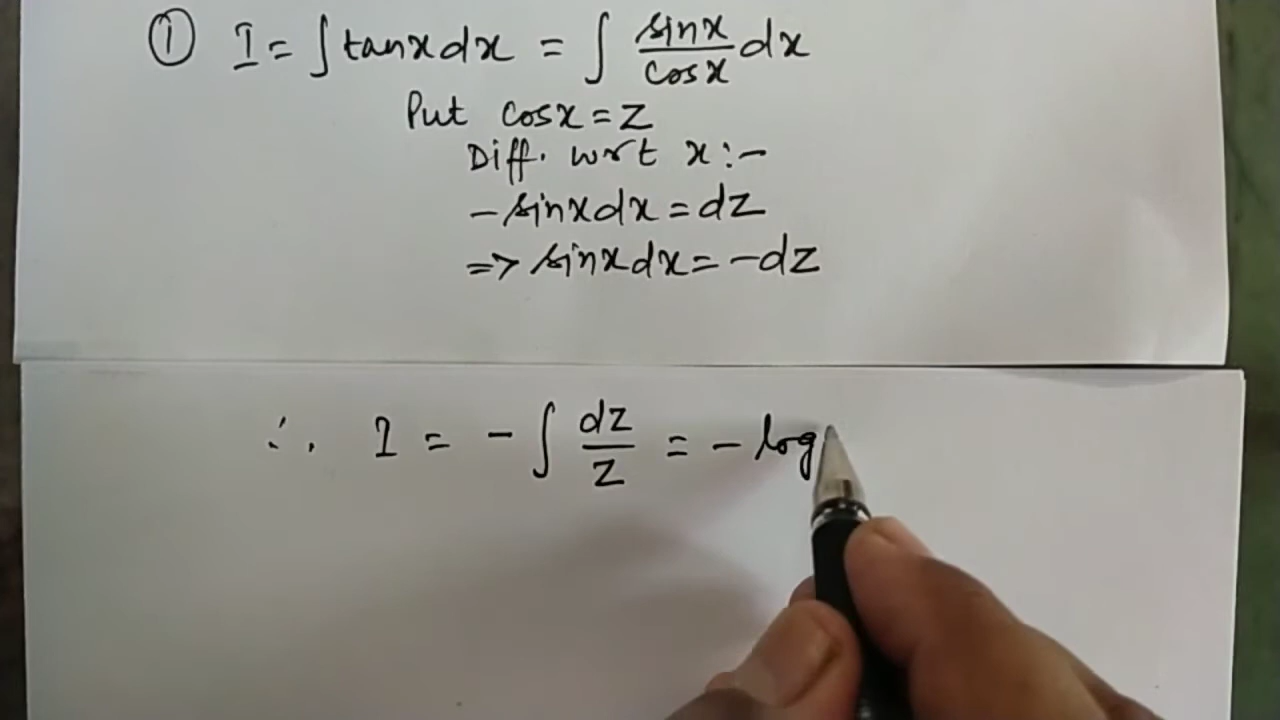 ① I = ∫ tanx dx = ∫ sinx/cosx dx
Put cosx = z
Diff. wrt x :-
- sinx dx = dz
=> sinx dx = - dz
∴ I = - ∫ dz/z = - log